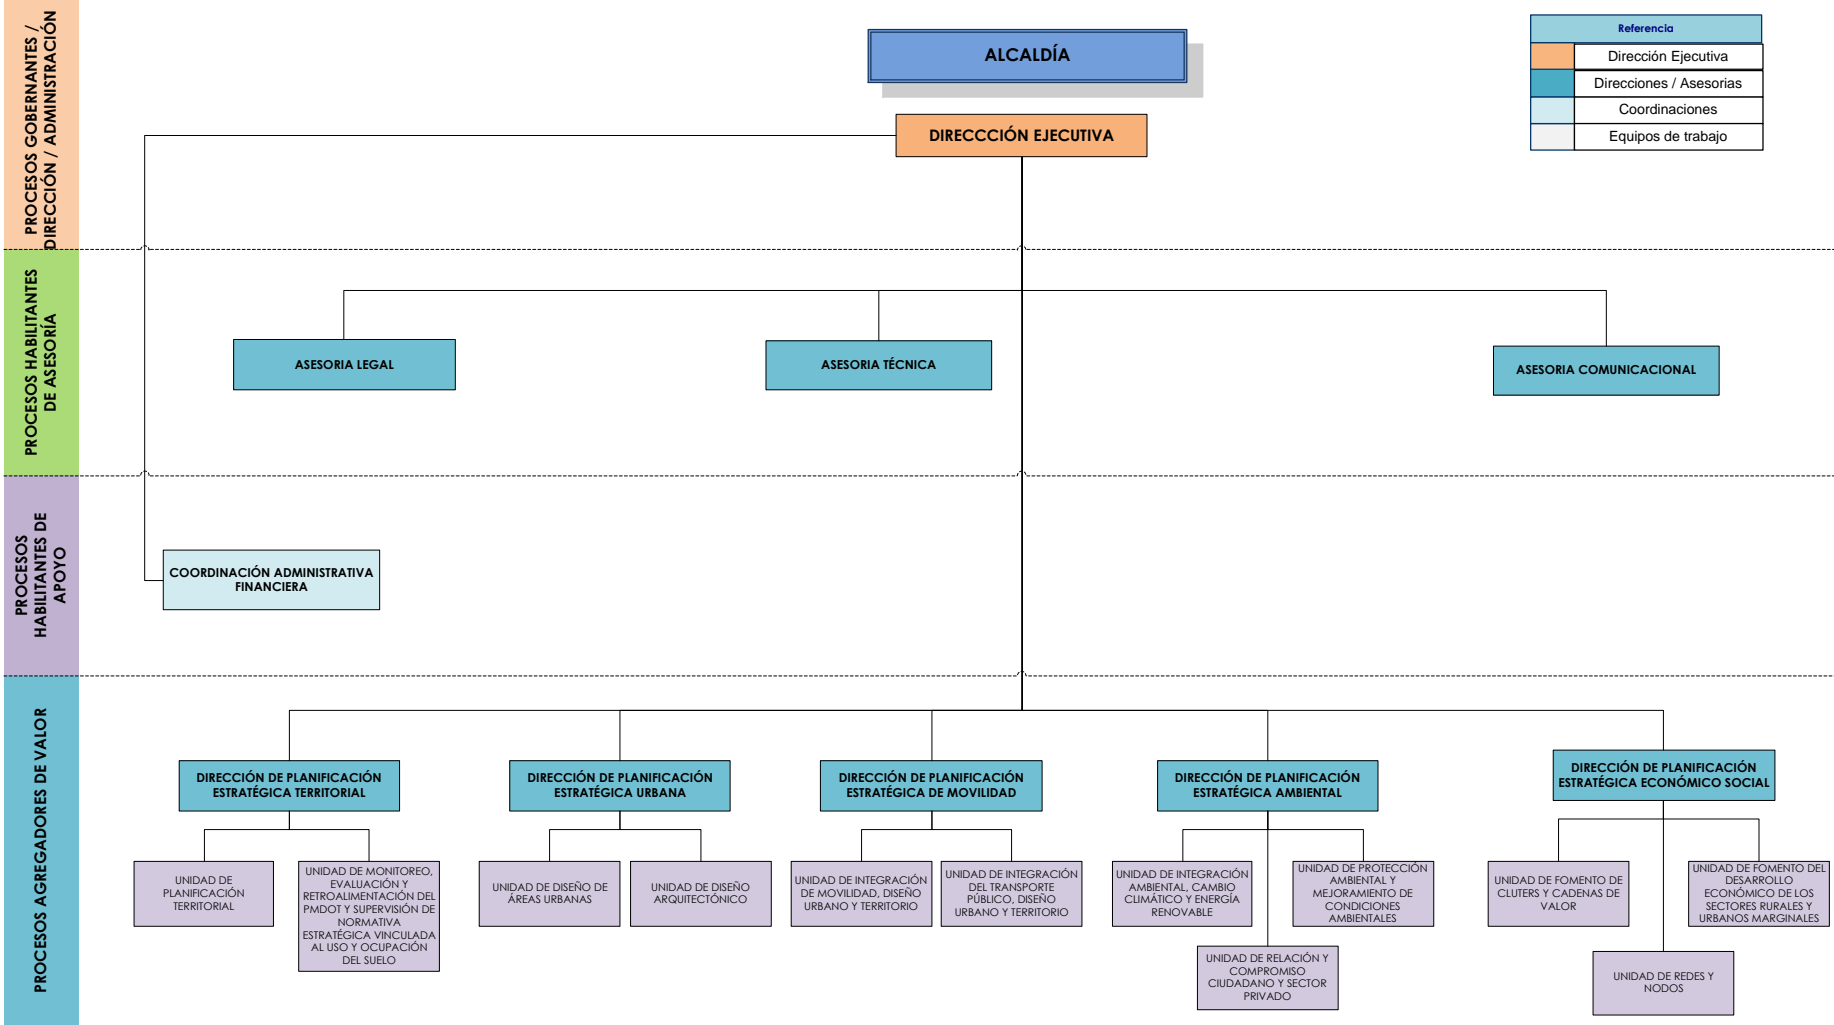 PROCESOS GOBERNANTES /
DIRECCIÓN / ADMINISTRACIÓN
ALCALDÍA
DIRECCCIÓN EJECUTIVA
Referencia
Dirección Ejecutiva
Direcciones / Asesorias
Coordinaciones
Equipos de trabajo
PROCESOS HABILITANTES
DE ASESORÍA
ASESORIA LEGAL
ASESORIA TÉCNICA
ASESORIA COMUNICACIONAL
PROCESOS
HABILITANTES DE
APOYO
COORDINACIÓN ADMINISTRATIVA
FINANCIERA
PROCESOS AGREGADORES DE VALOR
DIRECCIÓN DE PLANIFICACIÓN
ESTRATÉGICA TERRITORIAL
DIRECCIÓN DE PLANIFICACIÓN
ESTRATÉGICA URBANA
DIRECCIÓN DE PLANIFICACIÓN
ESTRATÉGICA DE MOVILIDAD
DIRECCIÓN DE PLANIFICACIÓN
ESTRATÉGICA AMBIENTAL
DIRECCIÓN DE PLANIFICACIÓN
ESTRATÉGICA ECONÓMICO SOCIAL
UNIDAD DE
PLANIFICACIÓN
TERRITORIAL
UNIDAD DE MONITOREO,
EVALUACIÓN Y
RETROALIMENTACIÓN DEL
PMDOT Y SUPERVISIÓN DE
NORMATIVA
ESTRATÉGICA VINCULADA
AL USO Y OCUPACIÓN
DEL SUELO
UNIDAD DE DISEÑO DE
ÁREAS URBANAS
UNIDAD DE DISEÑO
ARQUITECTÓNICO
UNIDAD DE INTEGRACIÓN
DE MOVILIDAD, DISEÑO
URBANO Y TERRITORIO
UNIDAD DE INTEGRACIÓN
DEL TRANSPORTE
PÚBLICO, DISEÑO
URBANO Y TERRITORIO
UNIDAD DE INTEGRACIÓN
AMBIENTAL, CAMBIO
CLIMÁTICO Y ENERGÍA
RENOVABLE
UNIDAD DE PROTECCIÓN
AMBIENTAL Y
MEJORAMIENTO DE
CONDICIONES
AMBIENTALES
UNIDAD DE RELACIÓN Y
COMPROMISO
CIUDADANO Y SECTOR
PRIVADO
UNIDAD DE FOMENTO DE
CLUTERS Y CADENAS DE
VALOR
UNIDAD DE FOMENTO DEL
DESARROLLO
ECONÓMICO DE LOS
SECTORES RURALES Y
URBANOS MARGINALES
UNIDAD DE REDES Y
NODOS